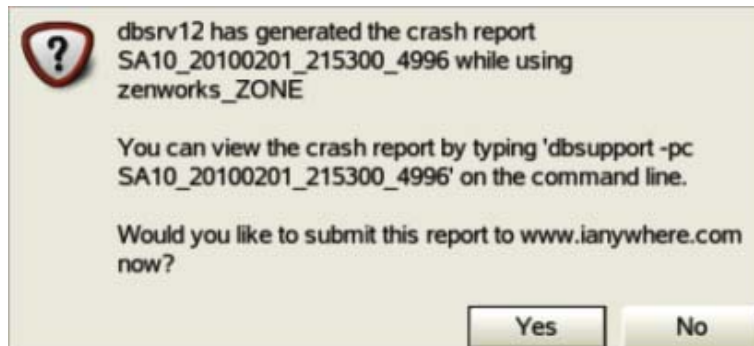 dbsrv12 has generated the crash report
SA10_20100201_215300_4996 while using
zenworks_ZONE
You can view the crash report by typing 'dbsupport -pc
SA10_20100201_215300_4996' on the command line.
Would you like to submit this report to www.ianywhere.com
now?
Yes
No